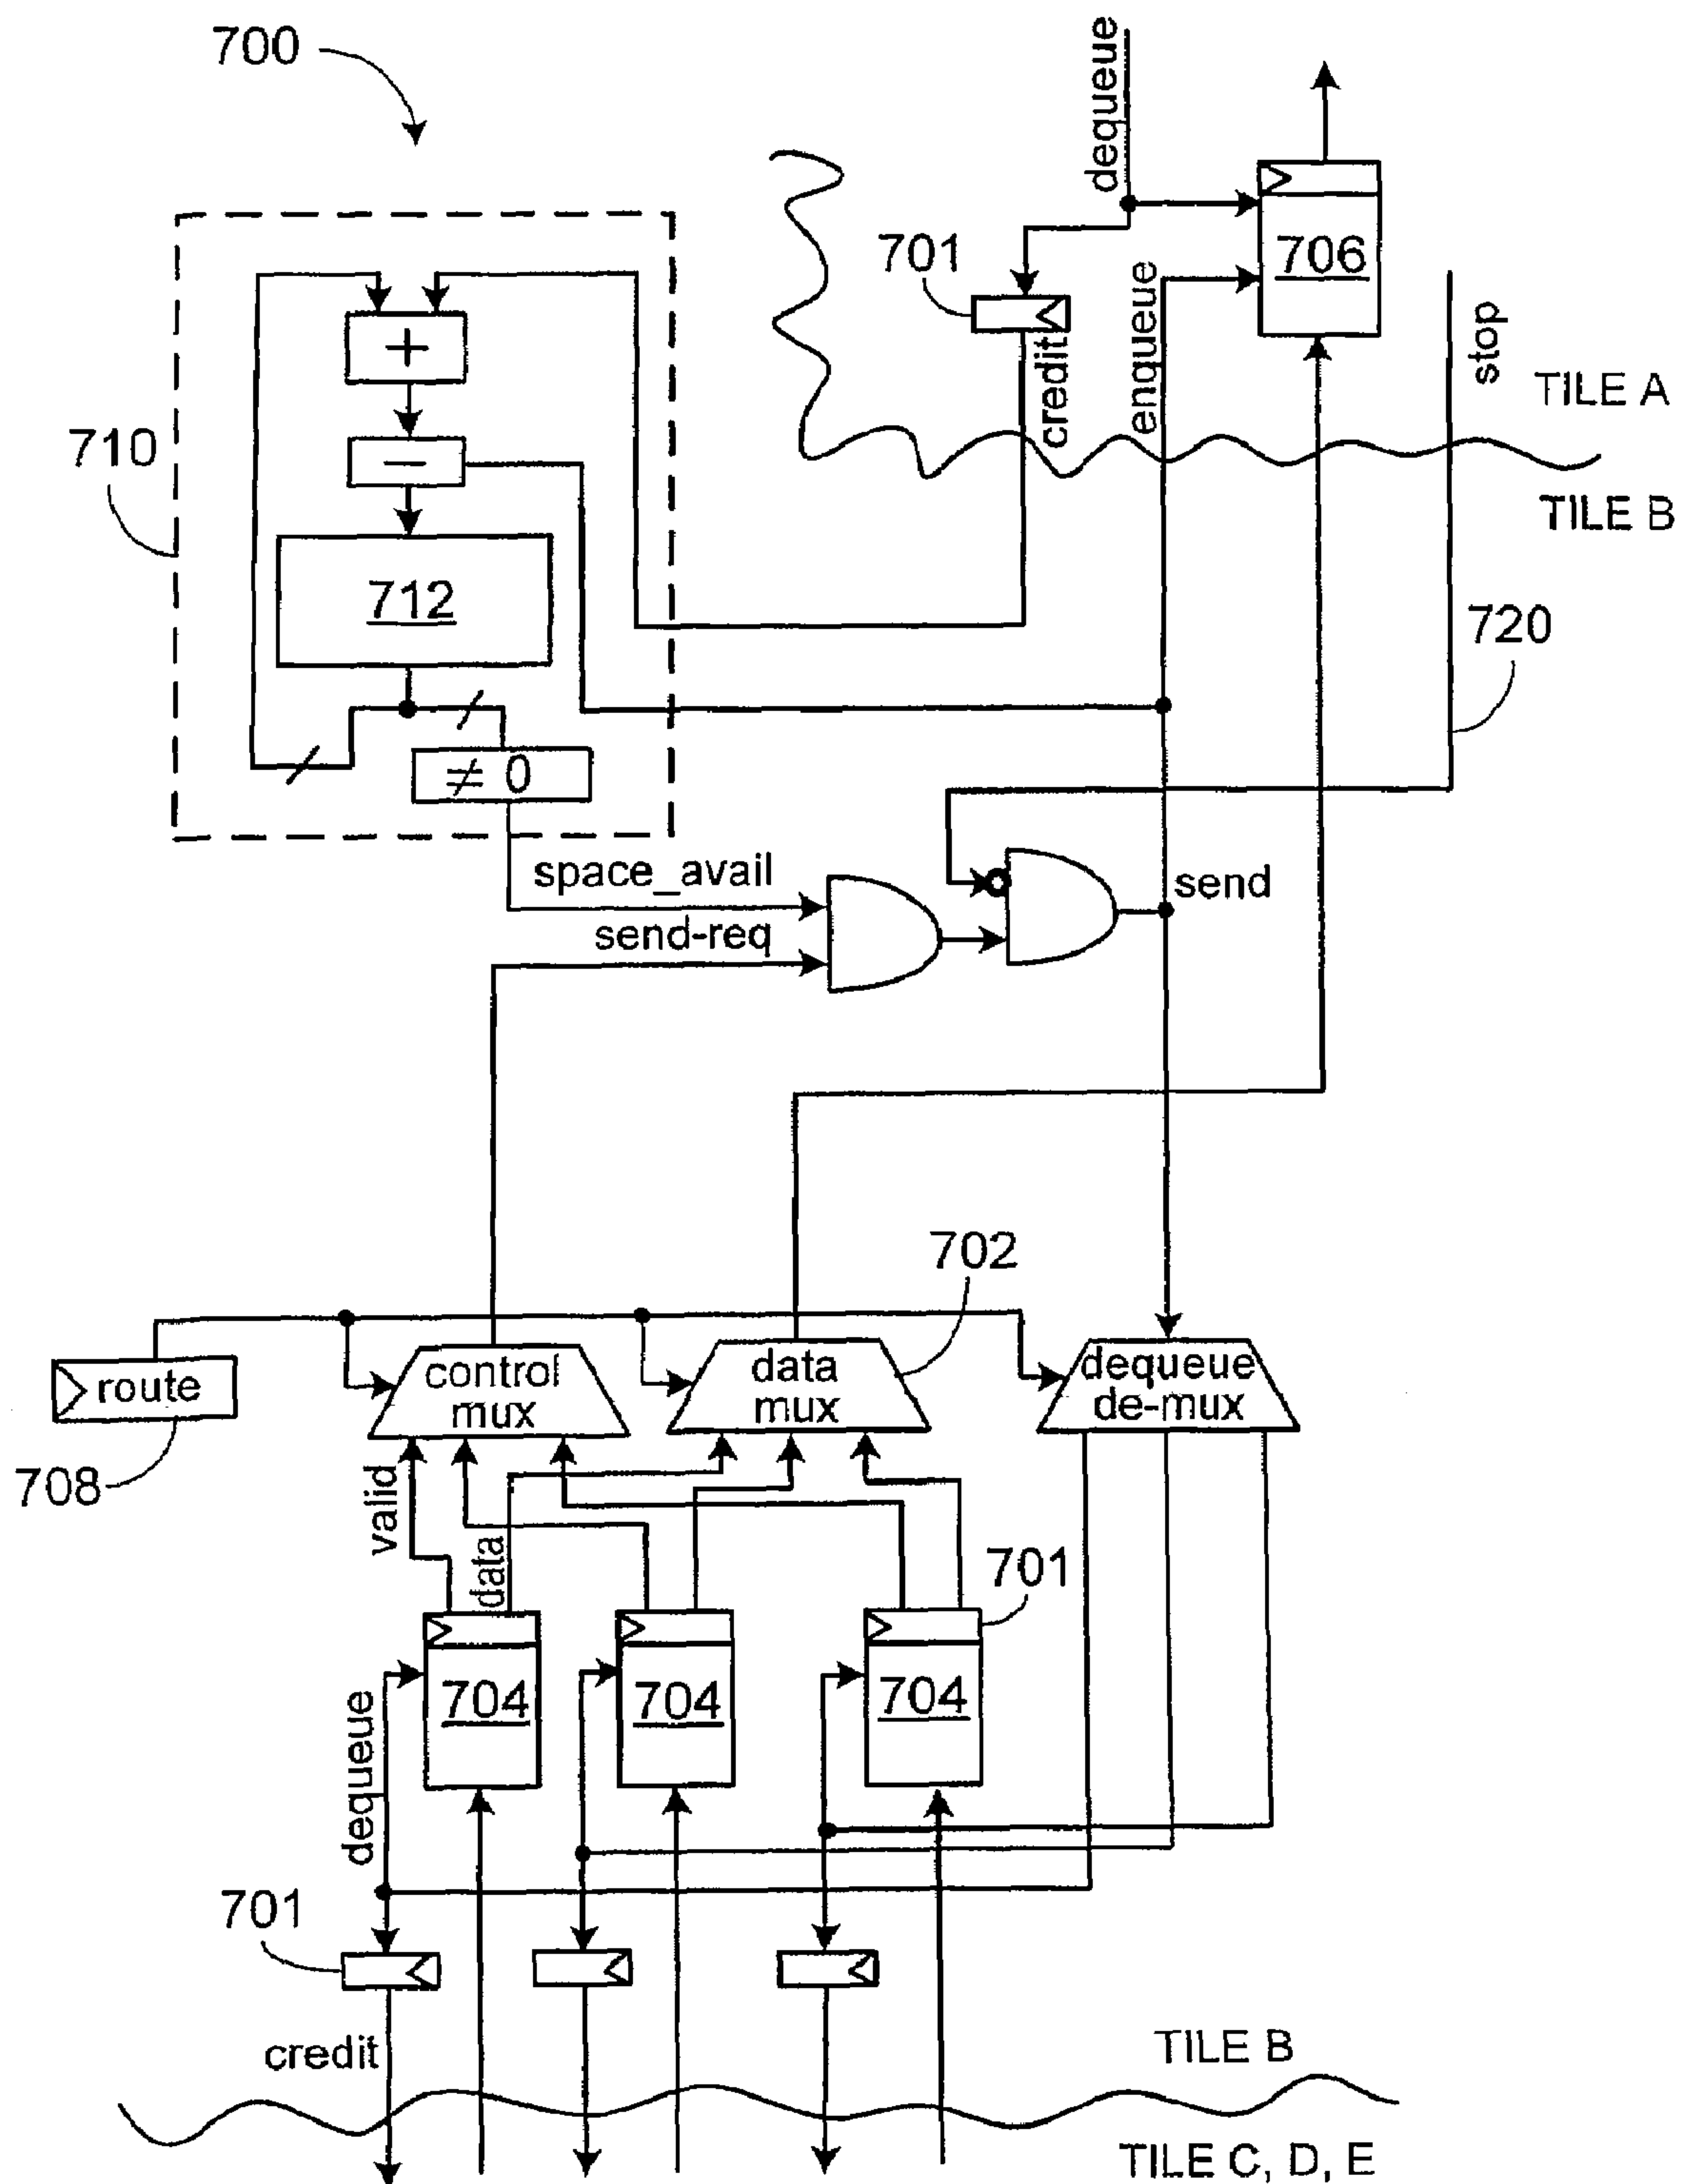 700
dequeue
706
701
credit
enqueue
stop
TILE A
TILE B
710
+
−
712
≠ 0
720
space_avail
send-req
send
702
route
708
control
mux
data
mux
dequeue
de-mux
valid
data
701
704
704
704
dequeue
701
credit
TILE B
TILE C, D, E